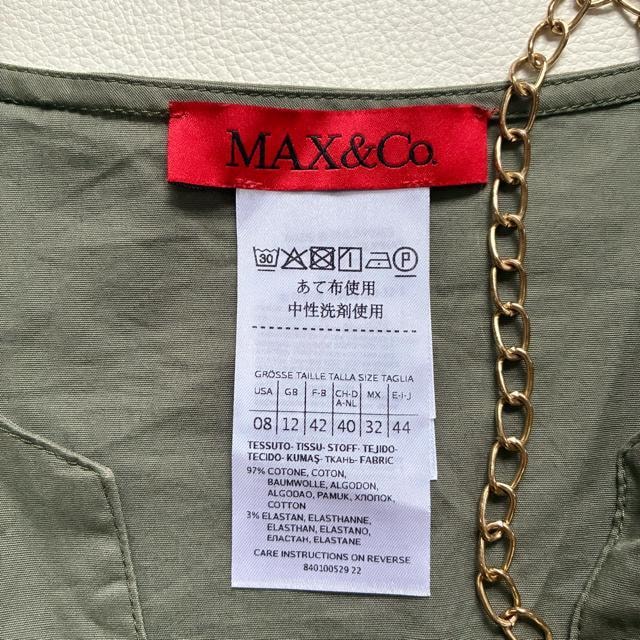 MAX&Co.
30 P
あて布使用
中性洗剤使用
GRÖSSE TAILLE TALLA SIZE TAGLIA
USA GB F-B CH-D A-NL MX E-I-J
08 12 42 40 32 44
TESSUTO- TISSU- STOFF- TEJIDO-
TECIDO- KUMAŞ- ТКАНЬ- FABRIC
97% COTONE, COTON,
BAUMWOLLE, ALGODON,
ALGODAO, PAMUK, ХЛОПОК,
COTTON
3% ELASTAN, ELASTHANNE,
ELASTHAN, ELASTANO,
ЕЛАСТАН, ELASTANE
CARE INSTRUCTIONS ON REVERSE
840100529 22